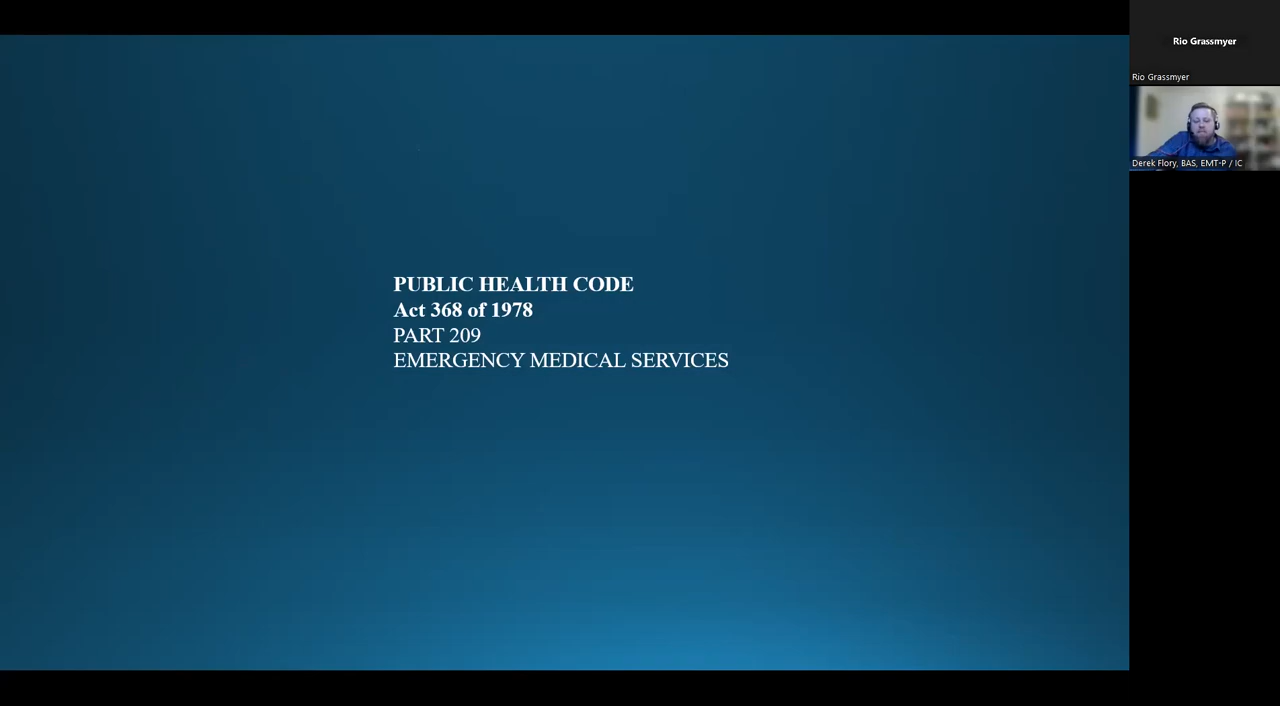 PUBLIC HEALTH CODE
Act 368 of 1978
PART 209
EMERGENCY MEDICAL SERVICES
Rio Grassmyer
Rio Grassmyer
Derek Flory, BAS, EMT-P / IC